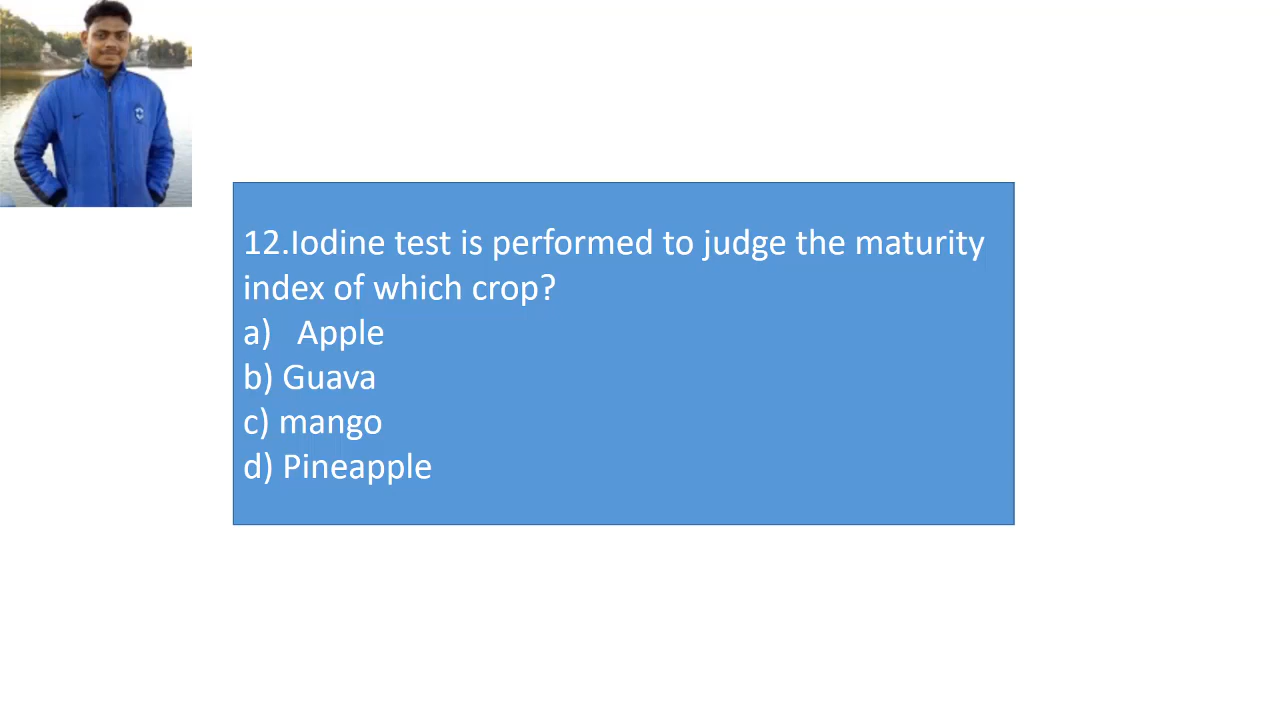 12.Iodine test is performed to judge the maturity
index of which crop?
a) Apple
b) Guava
c) mango
d) Pineapple